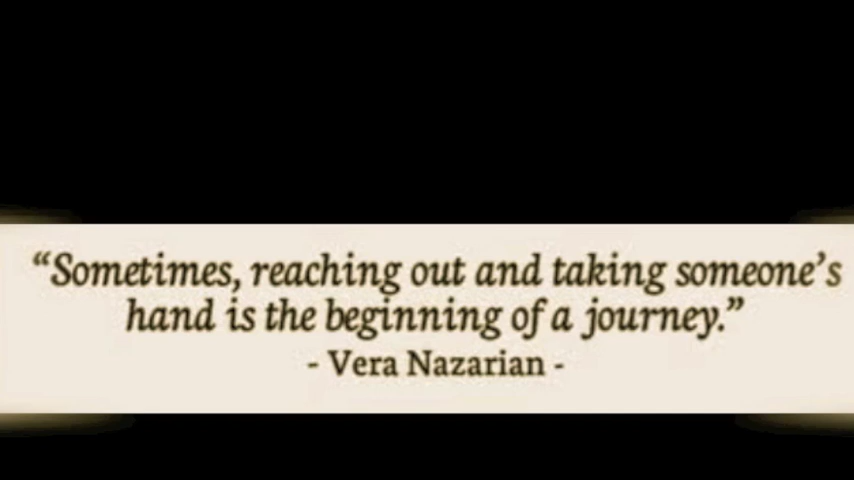 “Sometimes, reaching out and taking someone’s
hand is the beginning of a journey.”
- Vera Nazarian -